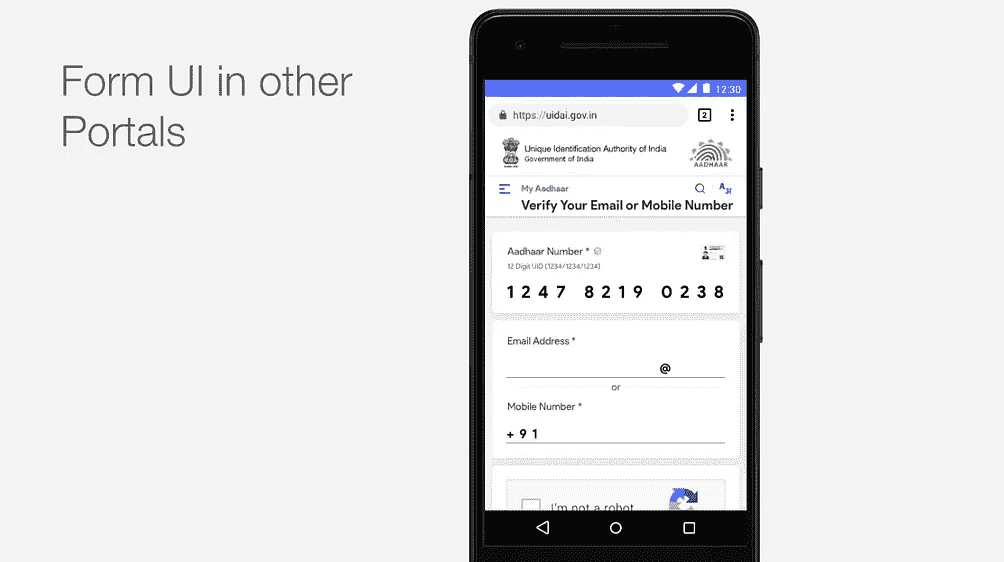 Form UI in other
Portals
12:30
https://uidai.gov.in
2
Unique Identification Authority of India
Government of India
AADHAAR
My Aadhaar
A अ
Verify Your Email or Mobile Number
Aadhaar Number *
12 Digit UID (1234/1234/1234)
1247 8219 0238
Email Address *
@
or
Mobile Number *
+91
I'm not a robot